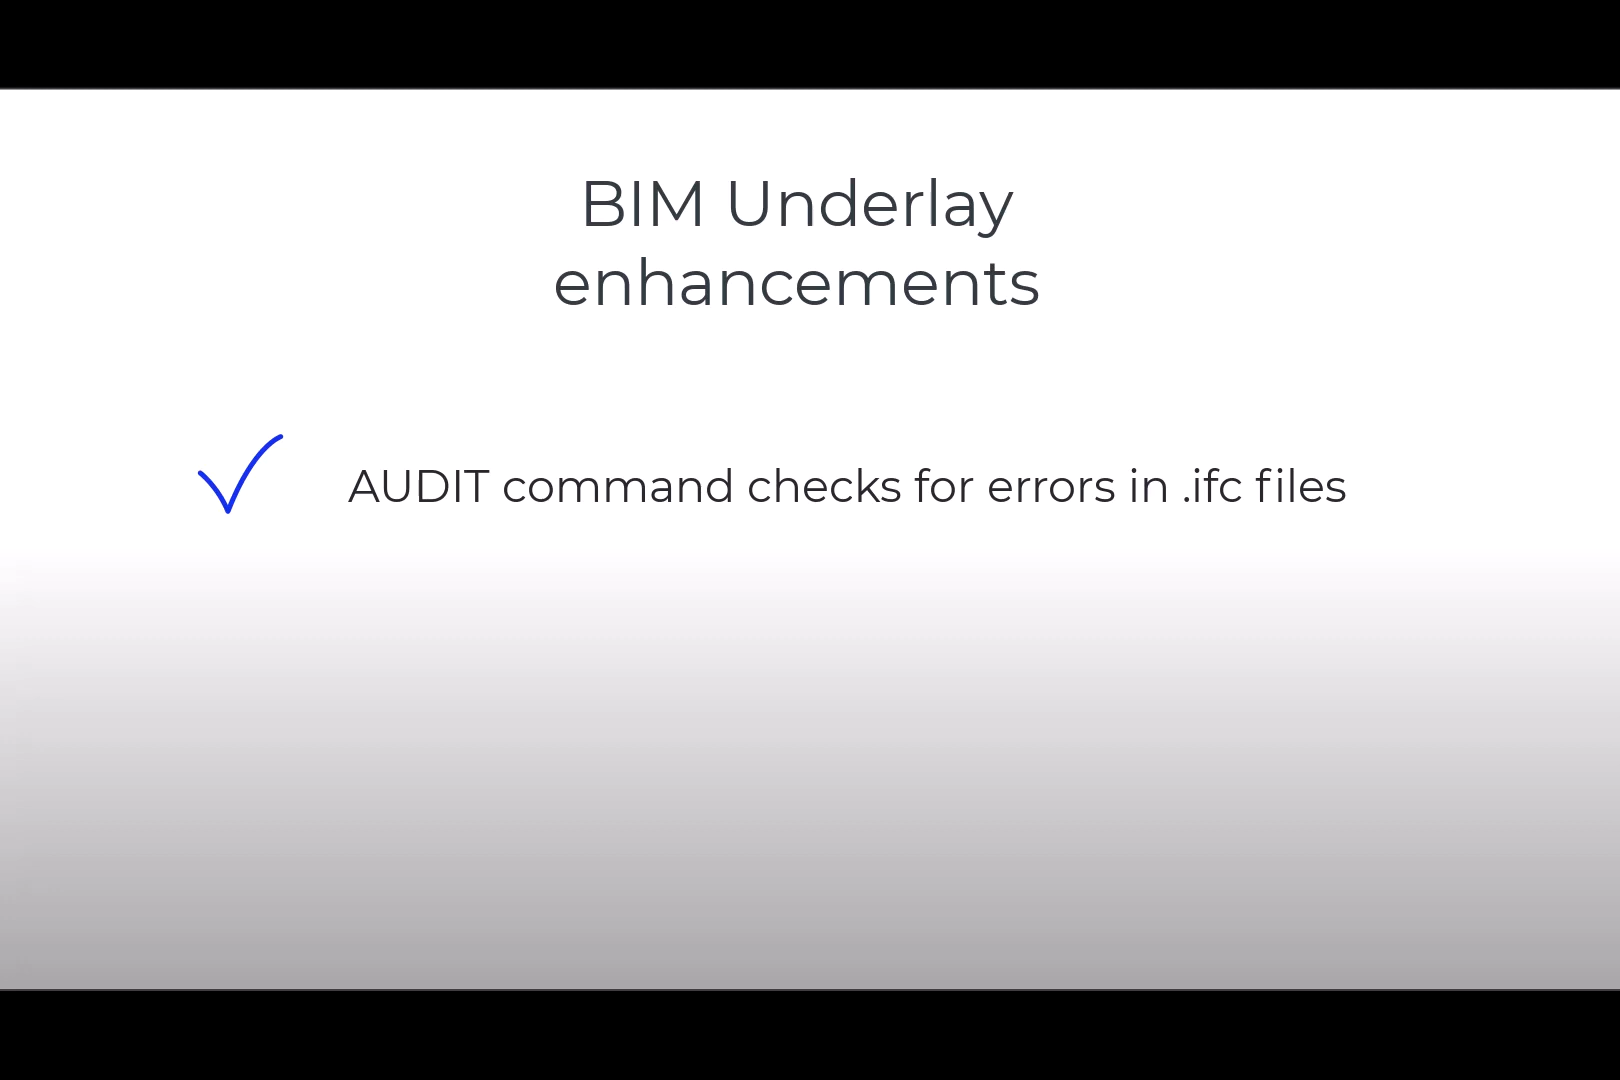 BIM Underlay
enhancements
AUDIT command checks for errors in .ifc files